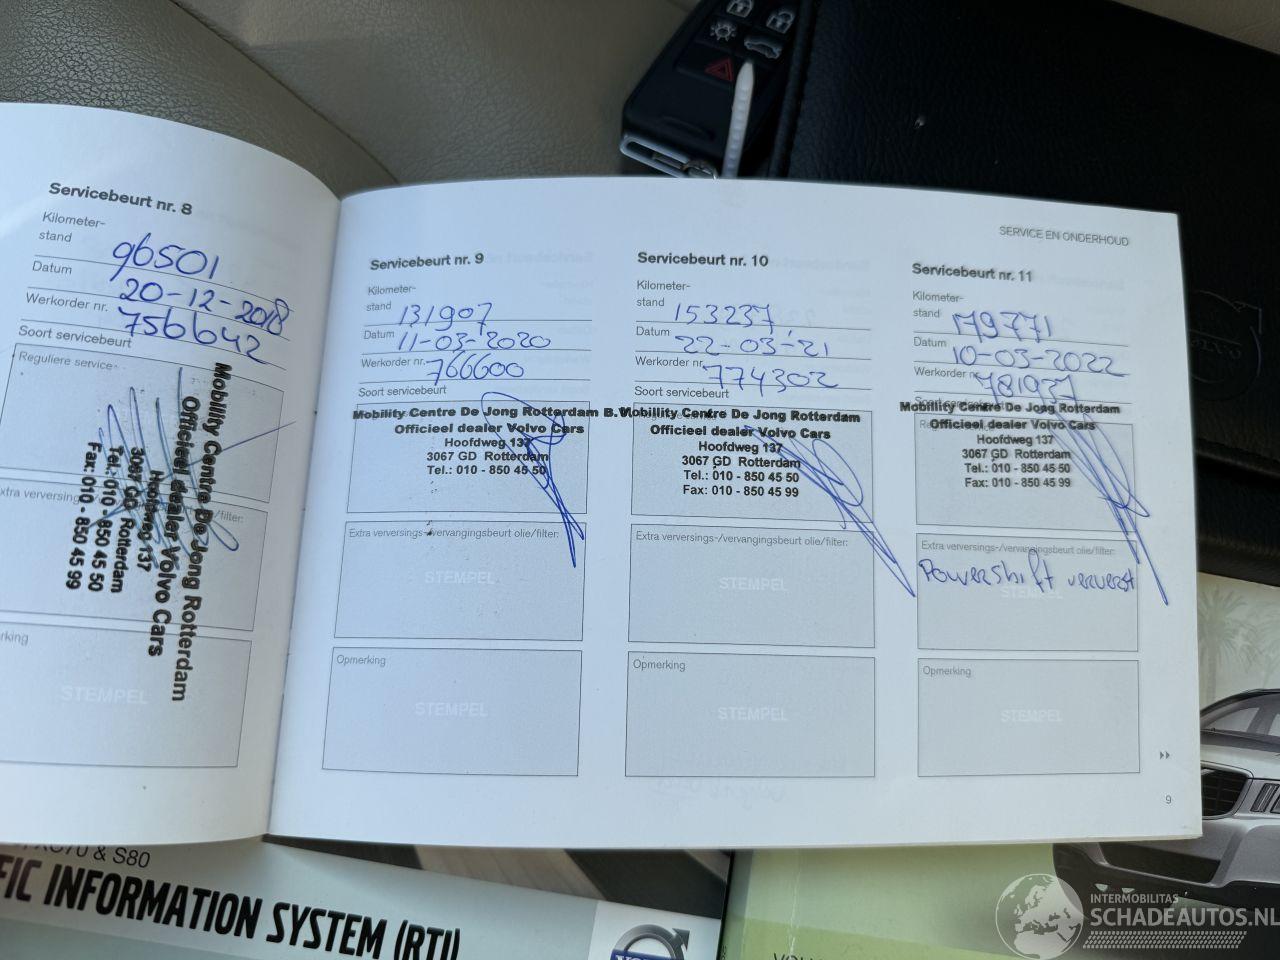 Servicebeurt nr. 8
Kilometer-
stand 96501
Datum 20-12-2018
Werkorder nr. 756642
Soort servicebeurt
Reguliere service
Mobility Centre De Jong Rotterdam
Officieel dealer Volvo Cars
Hoofdweg 137
3067 GD Rotterdam
Tel.: 010 - 850 45 50
Fax: 010 - 850 45 99
STEMPEL
SERVICE EN ONDERHOUD
Servicebeurt nr. 9
Kilometer-
stand 131907
Datum 11-03-2020
Werkorder nr. 766600
Soort servicebeurt
Mobility Centre De Jong Rotterdam B.V.
Officieel dealer Volvo Cars
Hoofdweg 137
3067 GD Rotterdam
Tel.: 010 - 850 45 50
Extra verversings-/vervangingsbeurt olie/filter:
STEMPEL
Opmerking
STEMPEL
Servicebeurt nr. 10
Kilometer-
stand 153237
Datum 22-03-'21
Werkorder nr. 774302
Soort servicebeurt
Mobility Centre De Jong Rotterdam
Officieel dealer Volvo Cars
Hoofdweg 137
3067 GD Rotterdam
Tel.: 010 - 850 45 50
Fax: 010 - 850 45 99
Extra verversings-/vervangingsbeurt olie/filter:
STEMPEL
Opmerking
STEMPEL
Servicebeurt nr. 11
Kilometer-
stand 179771
Datum 10-03-2022
Werkorder nr. 781937
Soort servicebeurt
Mobility Centre De Jong Rotterdam
Officieel dealer Volvo Cars
Hoofdweg 137
3067 GD Rotterdam
Tel.: 010 - 850 45 50
Fax: 010 - 850 45 99
Extra verversings-/vervangingsbeurt olie/filter:
Powershift ververst
STEMPEL
Opmerking
STEMPEL
9
XC70 & S80
INFORMATION SYSTEM (RTI)
INTERMOBILITAS
SCHADEAUTOS.NL